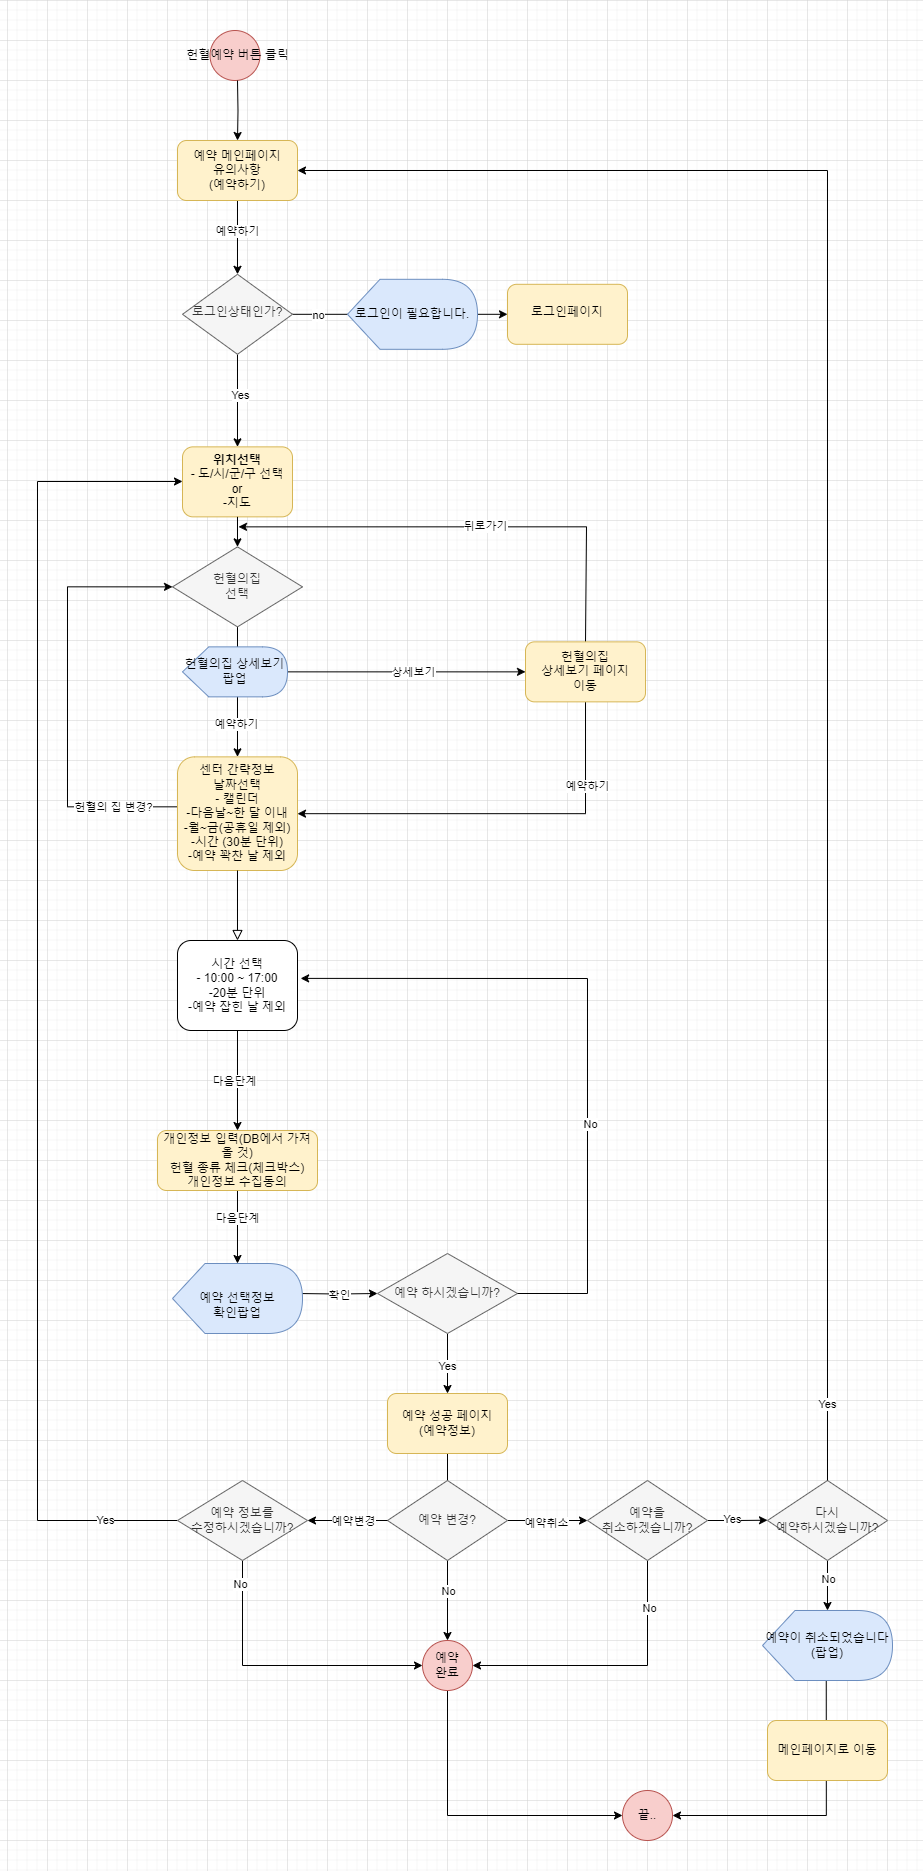 헌혈예약 버튼 클릭
예약 메인페이지
유의사항
(예약하기)
예약하기
로그인상태인가?
no
로그인이 필요합니다.
로그인페이지
Yes
위치선택
- 도/시/군/구 선택
or
-지도
뒤로가기
헌혈의집
선택
헌혈의집 상세보기
팝업
상세보기
헌혈의집
상세보기 페이지
이동
예약하기
센터 간략정보
날짜선택
- 캘린더
-다음날~한 달 이내
-월~금(공휴일 제외)
-시간 (30분 단위)
-예약 꽉찬 날 제외
예약하기
헌혈의 집 변경?
시간 선택
- 10:00 ~ 17:00
-20분 단위
-예약 잡힌 날 제외
다음단계
No
개인정보 입력(DB에서 가져
올 것)
헌혈 종류 체크(체크박스)
개인정보 수집동의
다음단계
예약 선택정보
확인팝업
확인
예약 하시겠습니까?
Yes
예약 성공 페이지
(예약정보)
Yes
예약 정보를
수정하시겠습니까?
예약변경
예약 변경?
예약취소
예약을
취소하겠습니까?
Yes
다시
예약하시겠습니까?
Yes
No
No
No
No
예약이 취소되었습니다
(팝업)
예약
완료
메인페이지로 이동
끝..